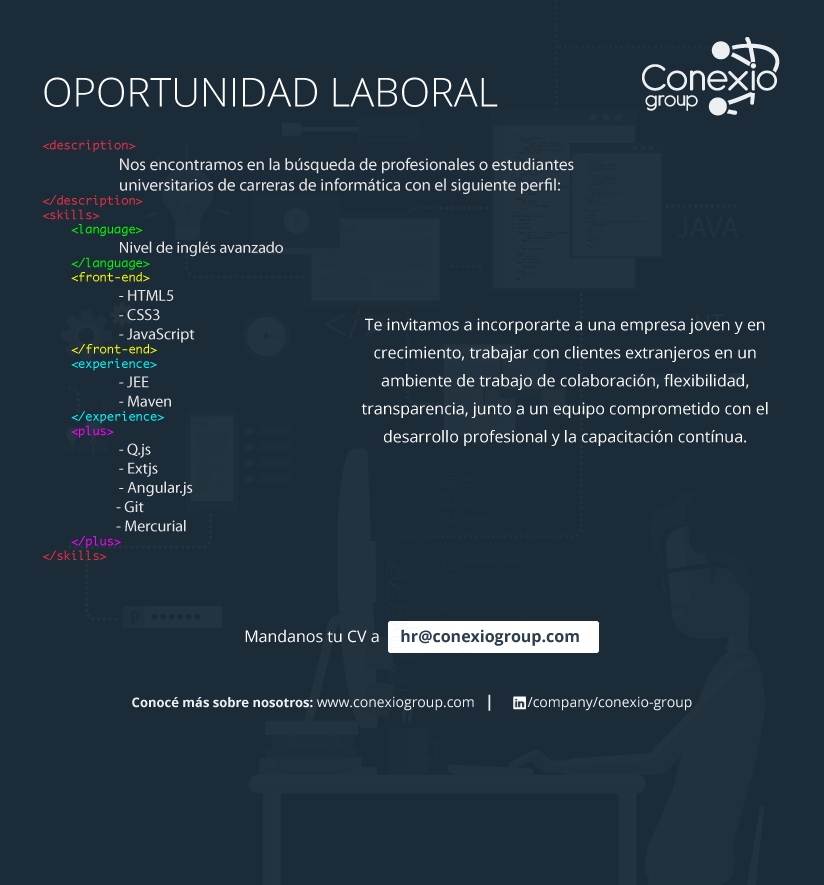 OPORTUNIDAD LABORAL
Conexio
group
<description>
Nos encontramos en la búsqueda de profesionales o estudiantes
universitarios de carreras de informática con el siguiente perfil:
</description>
<skills>
<language>
Nivel de inglés avanzado
</language>
<front-end>
- HTML5
- CSS3
- JavaScript
</front-end>
<experience>
- JEE
- Maven
</experience>
<plus>
- Q.js
- Extjs
- Angular.js
- Git
- Mercurial
</plus>
</skills>
JAVA
</
Te invitamos a incorporarte a una empresa joven y en
crecimiento, trabajar con clientes extranjeros en un
ambiente de trabajo de colaboración, flexibilidad,
transparencia, junto a un equipo comprometido con el
desarrollo profesional y la capacitación contínua.
Mandanos tu CV a hr@conexiogroup.com
Conocé más sobre nosotros: www.conexiogroup.com | in/company/conexio-group